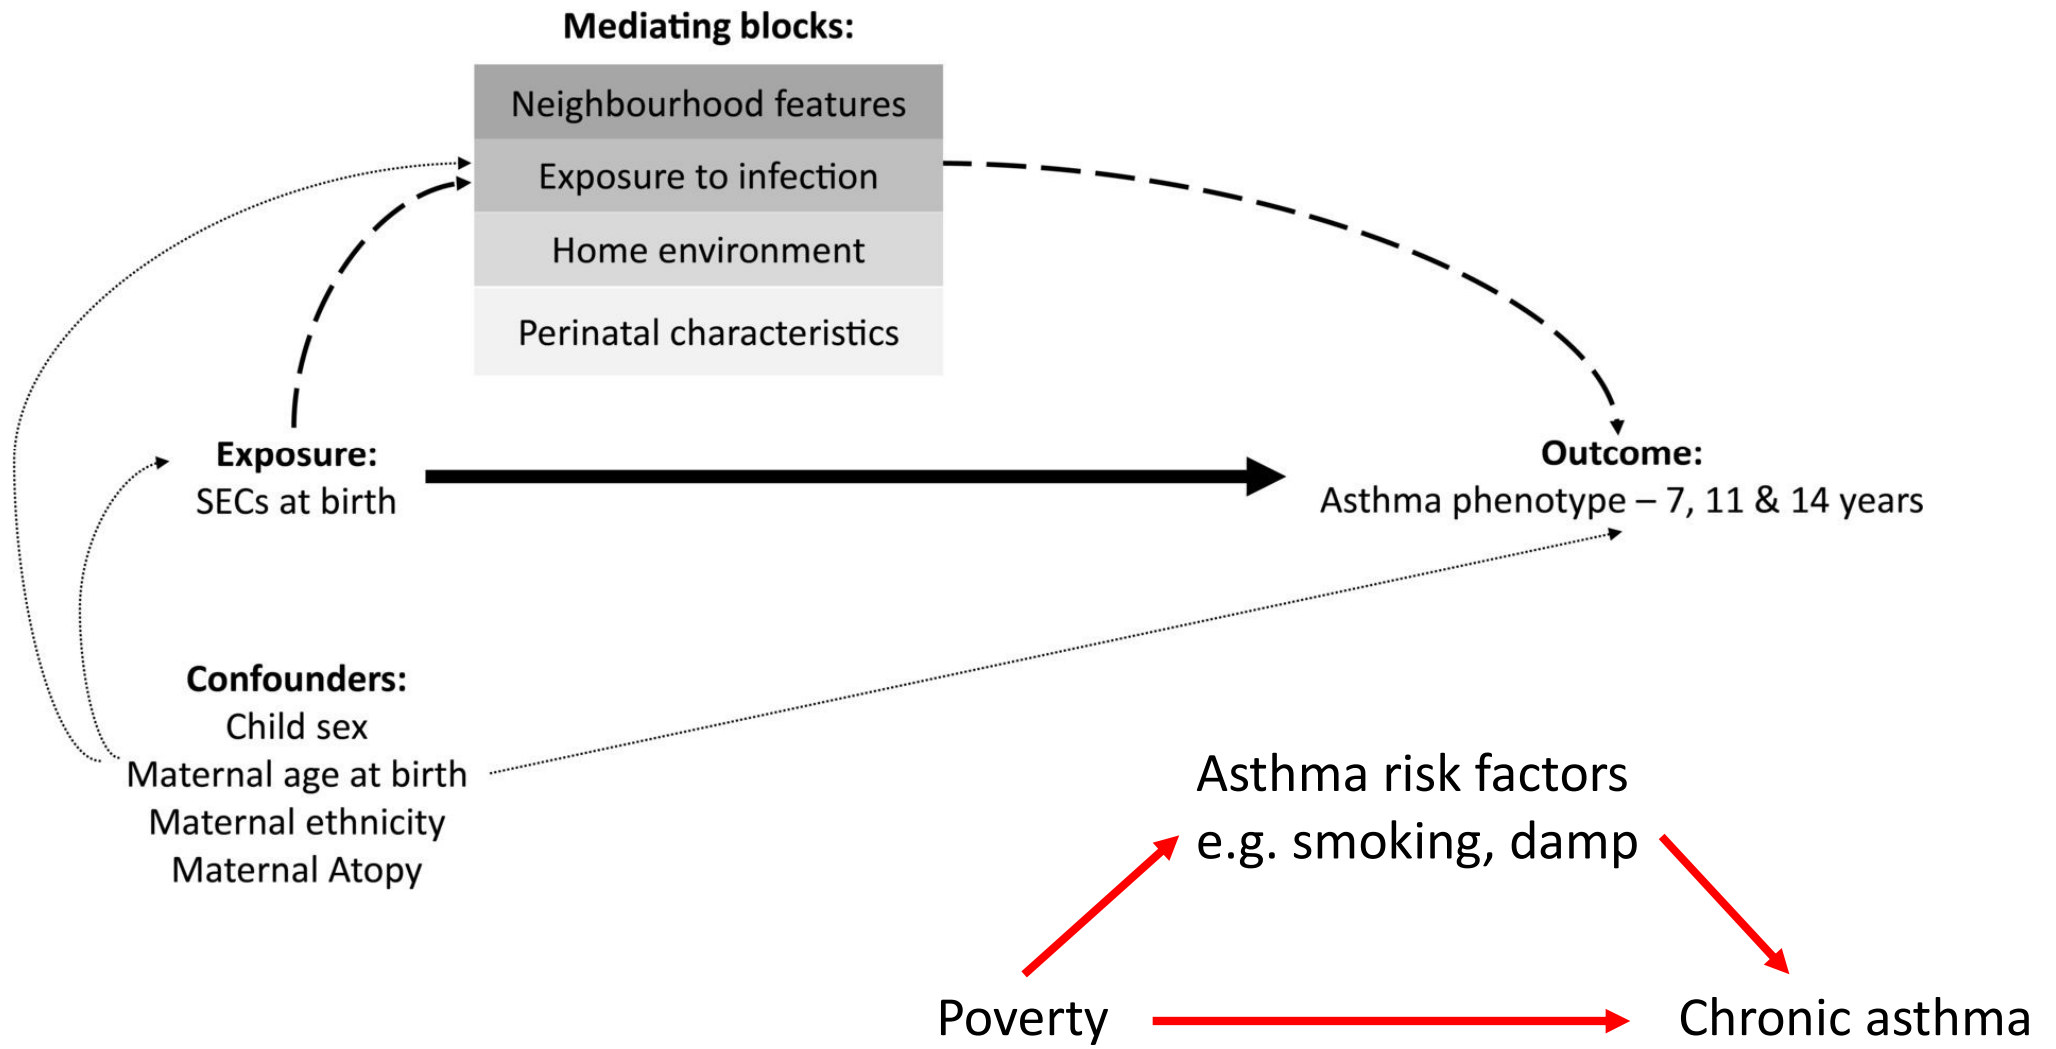 Mediating blocks:
Neighbourhood features
Exposure to infection
Home environment
Perinatal characteristics
Exposure:
SECs at birth
Outcome:
Asthma phenotype – 7, 11 & 14 years
Confounders:
Child sex
Maternal age at birth
Maternal ethnicity
Maternal Atopy
Asthma risk factors
e.g. smoking, damp
Poverty
Chronic asthma